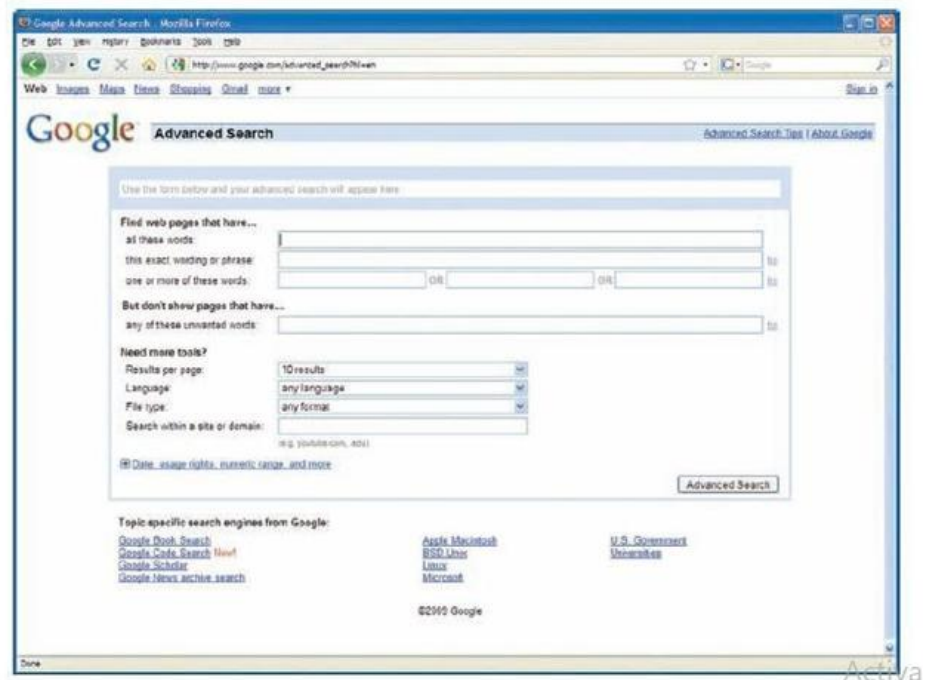 Google Advanced Search - Mozilla Firefox
File Edit View History Bookmarks Tools Help
http://www.google.com/advanced_search?hl=en Google
Web Images Maps News Shopping Gmail more ▼ Sign in
Google Advanced Search Advanced Search Tips | About Google
Use the form below and your advanced search will appear here
Find web pages that have...
all these words:
this exact wording or phrase: tip
one or more of these words: OR OR tip
But don't show pages that have...
any of these unwanted words: tip
Need more tools?
Results per page: 10 results
Language: any language
File type: any format
Search within a site or domain:
(e.g. youtube.com, .edu)
Date, usage rights, numeric range, and more
Advanced Search
Topic-specific search engines from Google:
Google Book Search Apple Macintosh U.S. Government
Google Code Search New! BSD Unix Universities
Google Scholar Linux
Google News archive search Microsoft
©2009 Google
Done
Activa